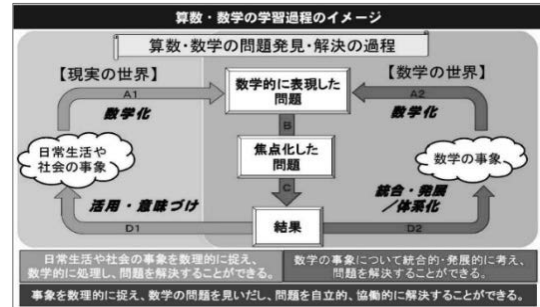 算数・数学の学習過程のイメージ
算数・数学の問題発見・解決の過程
【現実の世界】
【数学の世界】
A1
数学的に表現した
問題
A2
数学化
数学化
B
日常生活や
社会の事象
焦点化した
問題
数学の事象
C
活用・意味づけ
統合・発展
/体系化
D1
結果
D2
日常生活や社会の事象を数理的に捉え、
数学的に処理し、問題を解決することができる。
数学の事象について統合的・発展的に考え、
問題を解決することができる。
事象を数理的に捉え、数学の問題を見いだし、問題を自立的、協働的に解決することができる。